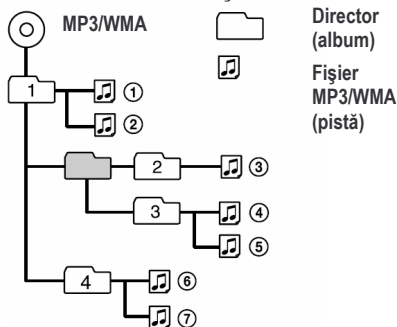 MP3/WMA
Director
(album)
Fişier
MP3/WMA
(pistă)
1
①
②
2
③
3
④
⑤
4
⑥
⑦